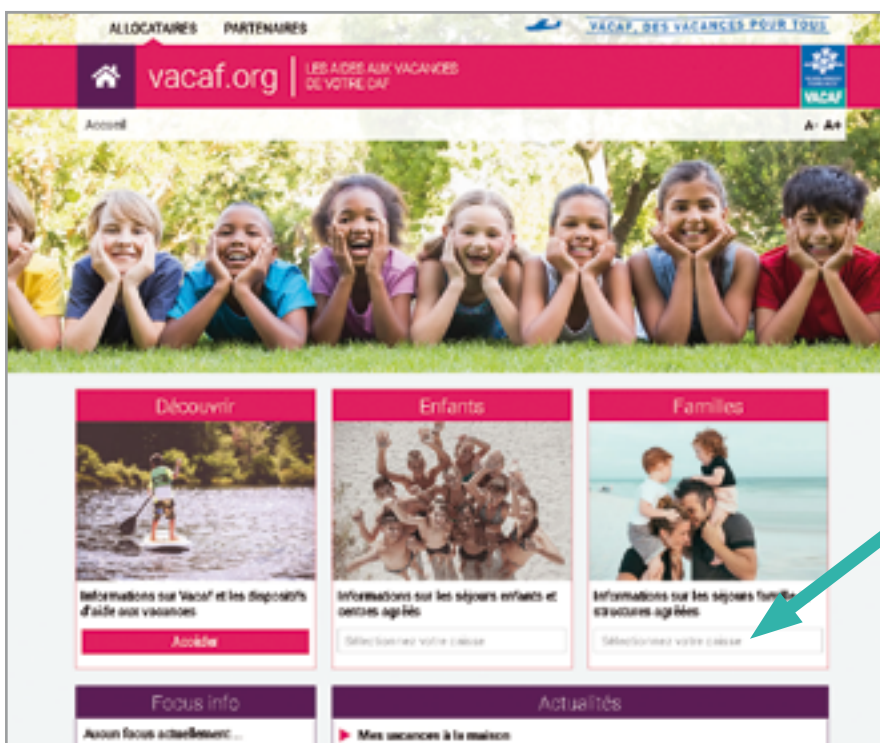 ALLOCATAIRES PARTENAIRES
VACAF, DES VACANCES POUR TOUS
vacaf.org
LES AIDES AUX VACANCES
DE VOTRE CAF
VACAF
Accueil
A- A+
Découvrir
Informations sur Vacaf et les dispositifs
d'aide aux vacances
Accéder
Enfants
Informations sur les séjours enfants et
centres agréés
Sélectionnez votre caisse
Familles
Informations sur les séjours famille
structures agréées
Sélectionnez votre caisse
Focus info
Aucun focus actuellement...
Actualités
Mes vacances à la maison